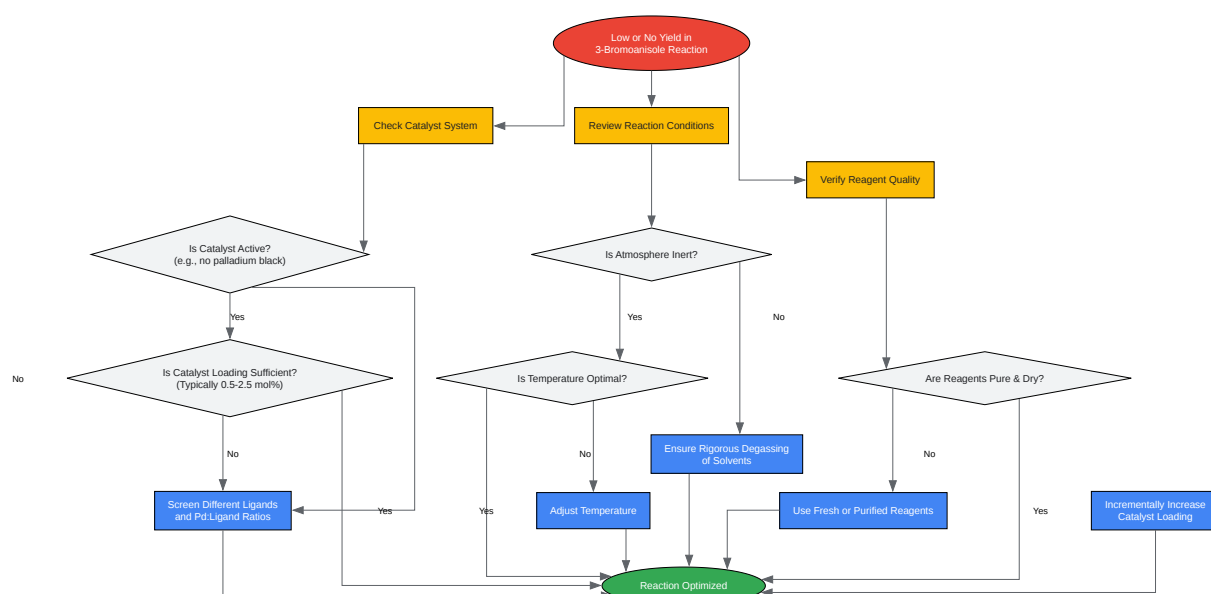 Low or No Yield in
3-Bromoanisole Reaction
Check Catalyst System
Review Reaction Conditions
Verify Reagent Quality
Is Catalyst Active?
(e.g., no palladium black)
Is Atmosphere Inert?
Yes
Yes
No
Is Catalyst Loading Sufficient?
(Typically 0.5-2.5 mol%)
Is Temperature Optimal?
Are Reagents Pure & Dry?
No
No
No
No
Ensure Rigorous Degassing
of Solvents
Screen Different Ligands
and Pd:Ligand Ratios
Yes
Yes
Adjust Temperature
Use Fresh or Purified Reagents
Yes
Incrementally Increase
Catalyst Loading
Reaction Optimized